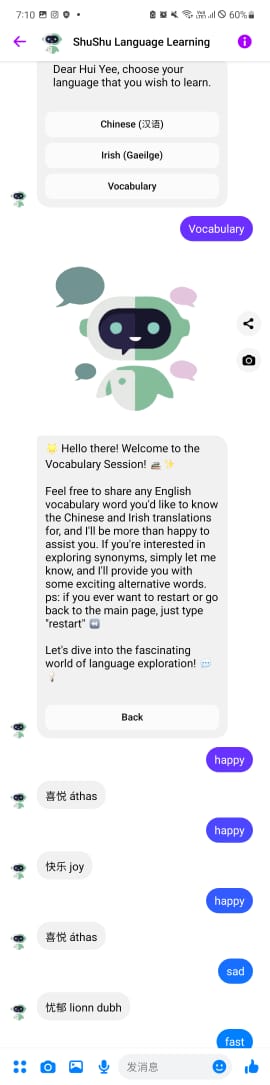 7:10
60%
ShuShu Language Learning
Dear Hui Yee, choose your
language that you wish to learn.
Chinese (汉语)
Irish (Gaeilge)
Vocabulary
Vocabulary
🌟 Hello there! Welcome to the
Vocabulary Session! 🚄 ✨
Feel free to share any English
vocabulary word you'd like to know
the Chinese and Irish translations
for, and I'll be more than happy to
assist you. If you're interested in
exploring synonyms, simply let me
know, and I'll provide you with
some exciting alternative words.
ps: if you ever want to restart or go
back to the main page, just type
"restart" ⏪
Let's dive into the fascinating
world of language exploration!
Back
happy
喜悦 áthas
happy
快乐 joy
happy
喜悦 áthas
sad
忧郁 lionn dubh
fast
发消息